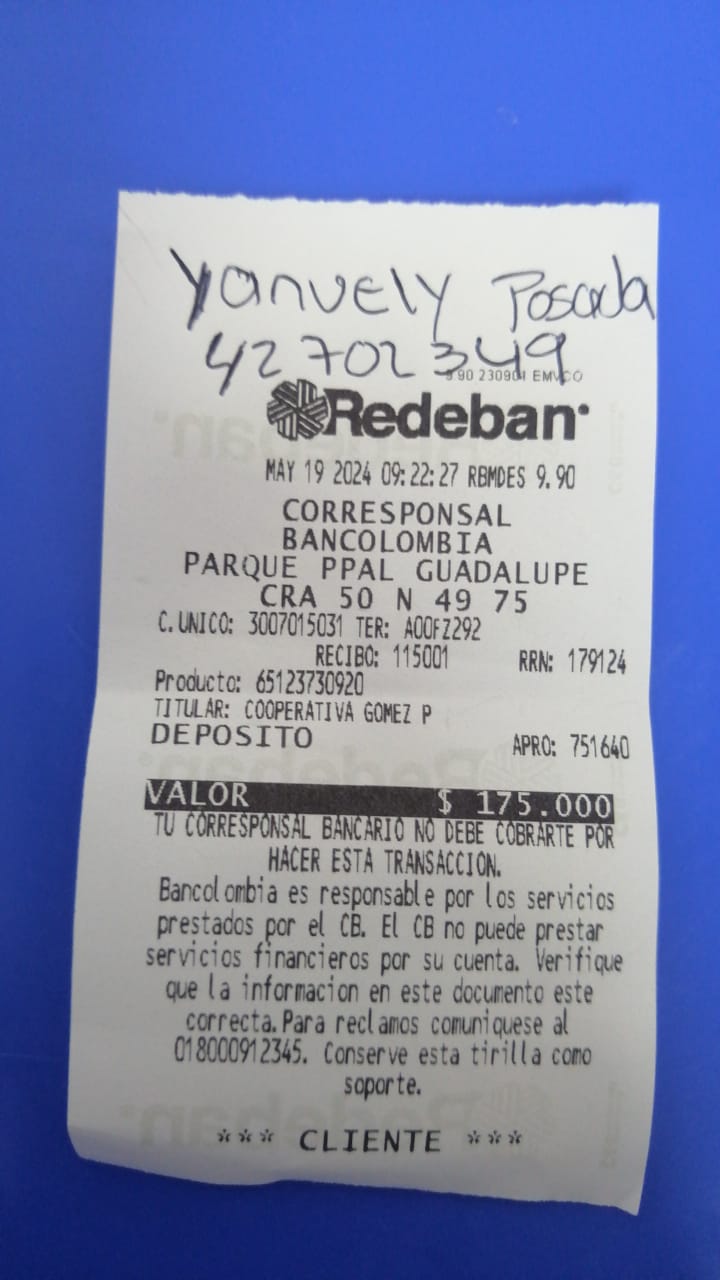 Yanvely Posada
42702349
9.90 230901 EMVCO
Redeban
MAY 19 2024 09:22:27 RBMDES 9.90
CORRESPONSAL
BANCOLOMBIA
PARQUE PPAL GUADALUPE
CRA 50 N 49 75
C.UNICO: 3007015031 TER: A00FZ292
RECIBO: 115001 RRN: 179124
Producto: 65123730920
TITULAR: COOPERATIVA GOMEZ P
DEPOSITO APRO: 751640
VALOR $ 175.000
TU CORRESPONSAL BANCARIO NO DEBE COBRARTE POR
HACER ESTA TRANSACCION.
Bancolombia es responsable por los servicios
prestados por el CB. El CB no puede prestar
servicios financieros por su cuenta. Verifique
que la informacion en este documento este
correcta.Para reclamos comuniquese al
018000912345. Conserve esta tirilla como
soporte.
*** CLIENTE ***